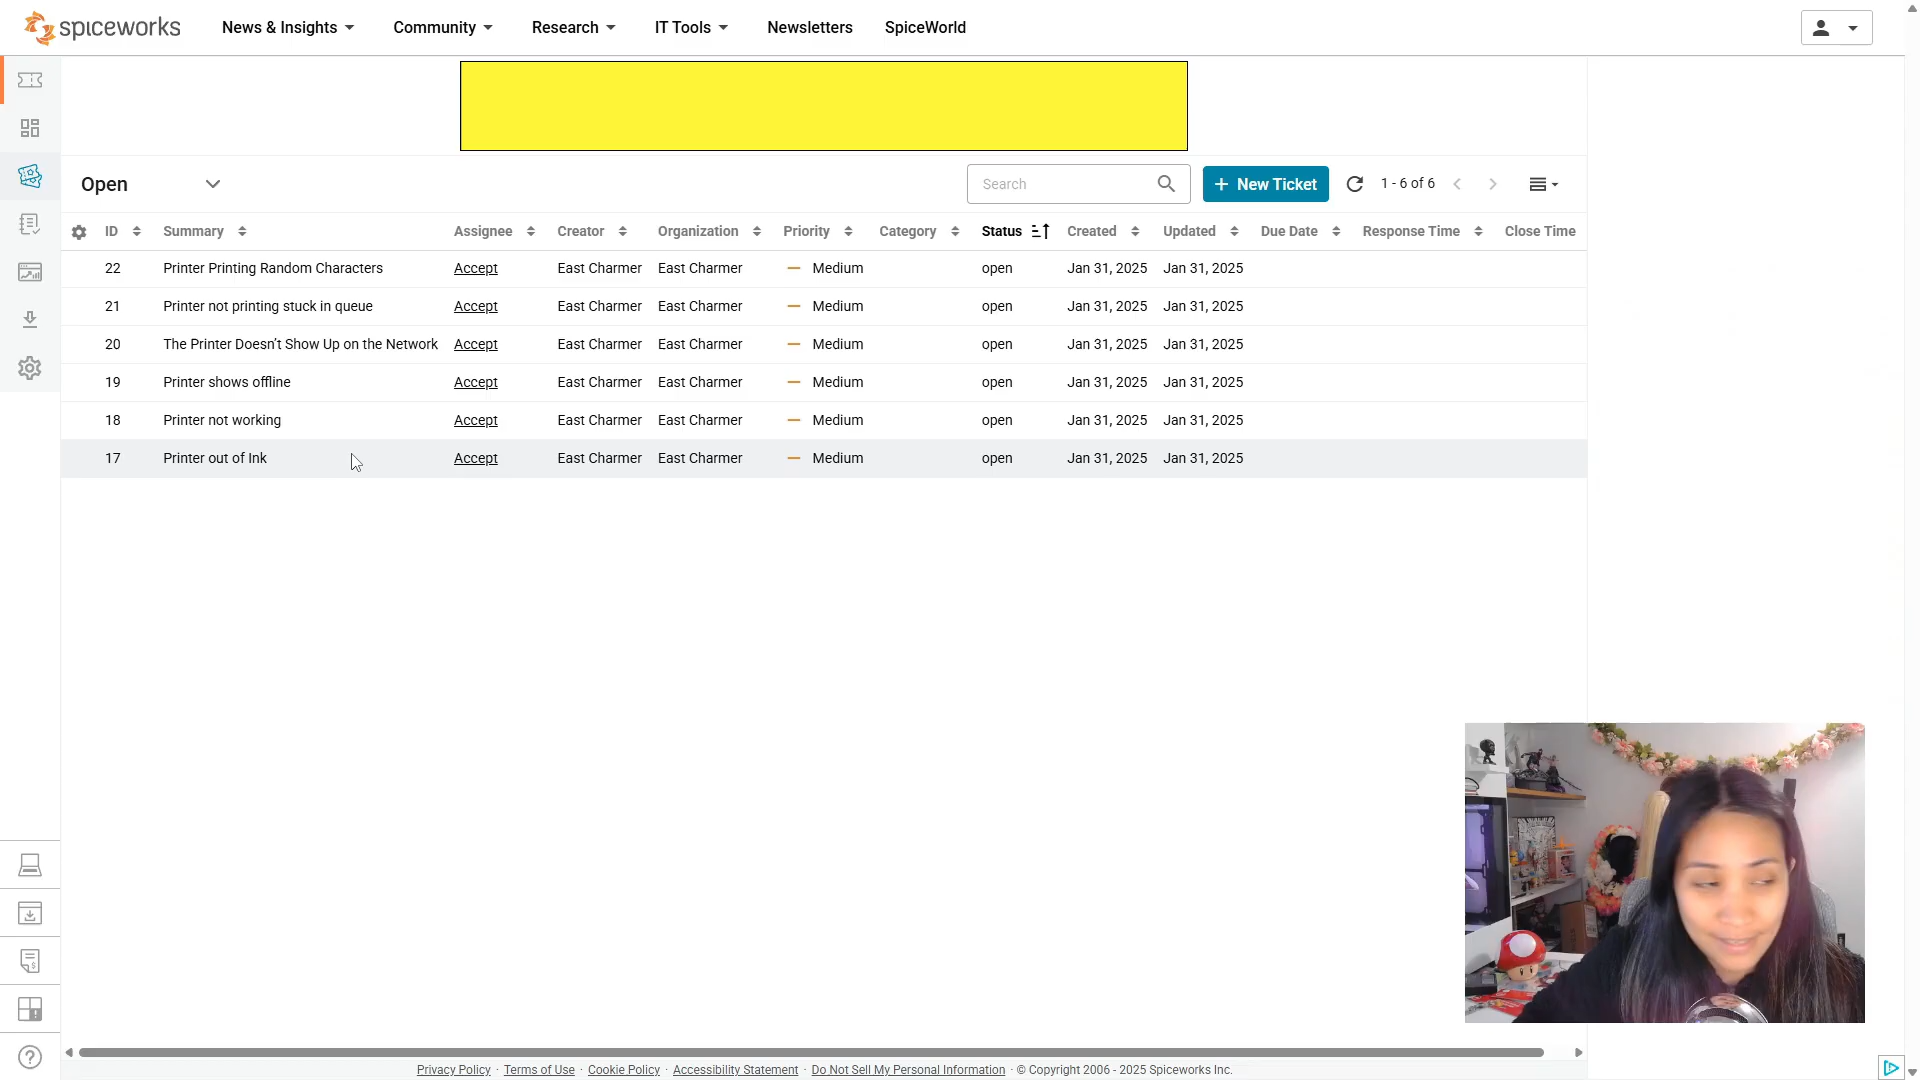 spiceworks News & Insights Community Research IT Tools Newsletters SpiceWorld
Open Search + New Ticket 1 - 6 of 6
ID Summary Assignee Creator Organization Priority Category Status Created Updated Due Date Response Time Close Time
22 Printer Printing Random Characters Accept East Charmer East Charmer Medium open Jan 31, 2025 Jan 31, 2025
21 Printer not printing stuck in queue Accept East Charmer East Charmer Medium open Jan 31, 2025 Jan 31, 2025
20 The Printer Doesn’t Show Up on the Network Accept East Charmer East Charmer Medium open Jan 31, 2025 Jan 31, 2025
19 Printer shows offline Accept East Charmer East Charmer Medium open Jan 31, 2025 Jan 31, 2025
18 Printer not working Accept East Charmer East Charmer Medium open Jan 31, 2025 Jan 31, 2025
17 Printer out of Ink Accept East Charmer East Charmer Medium open Jan 31, 2025 Jan 31, 2025
Privacy Policy · Terms of Use · Cookie Policy · Accessibility Statement · Do Not Sell My Personal Information · © Copyright 2006 - 2025 Spiceworks Inc.